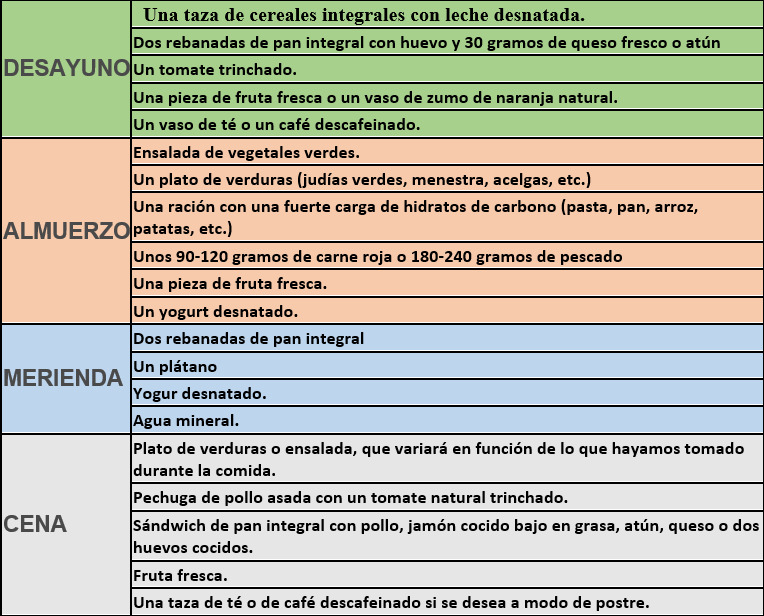 Una taza de cereales integrales con leche desnatada.
DESAYUNO
Dos rebanadas de pan integral con huevo y 30 gramos de queso fresco o atún
Un tomate trinchado.
Una pieza de fruta fresca o un vaso de zumo de naranja natural.
Un vaso de té o un café descafeinado.
ALMUERZO
Ensalada de vegetales verdes.
Un plato de verduras (judías verdes, menestra, acelgas, etc.)
Una ración con una fuerte carga de hidratos de carbono (pasta, pan, arroz,
patatas, etc.)
Unos 90-120 gramos de carne roja o 180-240 gramos de pescado
Una pieza de fruta fresca.
Un yogurt desnatado.
MERIENDA
Dos rebanadas de pan integral
Un plátano
Yogur desnatado.
Agua mineral.
CENA
Plato de verduras o ensalada, que variará en función de lo que hayamos tomado
durante la comida.
Pechuga de pollo asada con un tomate natural trinchado.
Sándwich de pan integral con pollo, jamón cocido bajo en grasa, atún, queso o dos
huevos cocidos.
Fruta fresca.
Una taza de té o de café descafeinado si se desea a modo de postre.